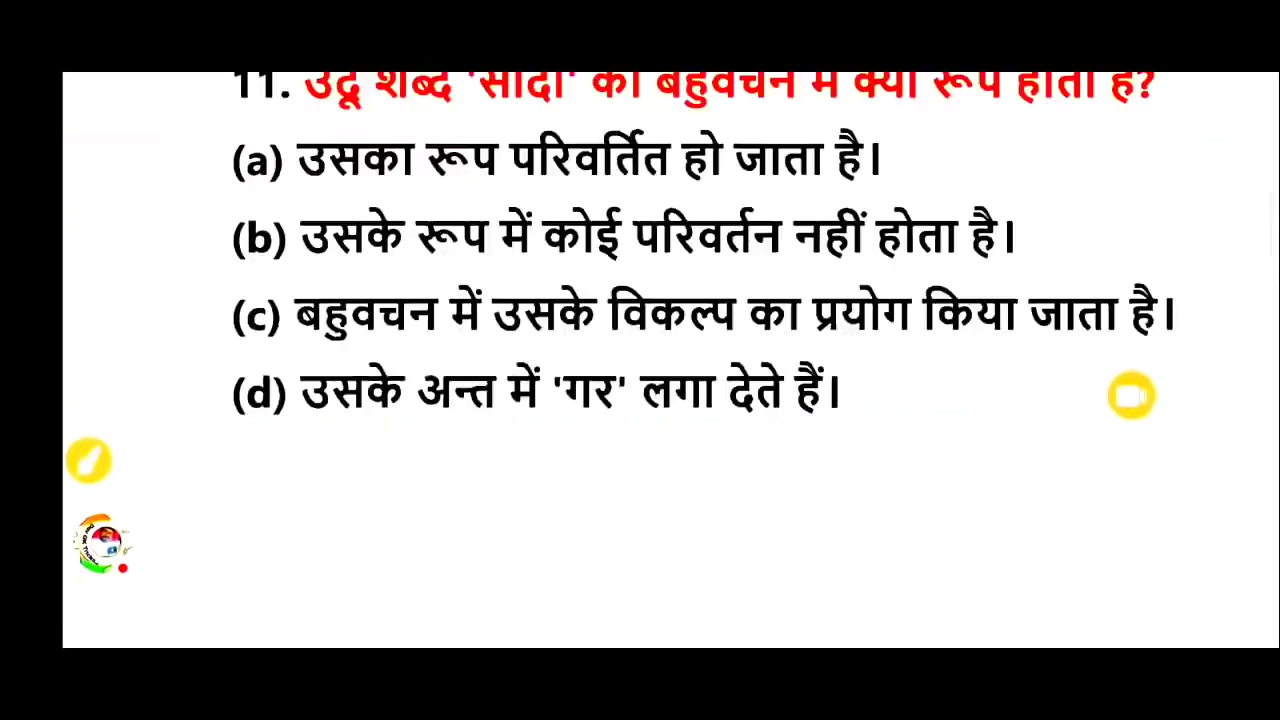 11. उर्दू शब्द 'सादा' का बहुवचन में क्या रूप होता है?
(a) उसका रूप परिवर्तित हो जाता है।
(b) उसके रूप में कोई परिवर्तन नहीं होता है।
(c) बहुवचन में उसके विकल्प का प्रयोग किया जाता है।
(d) उसके अन्त में 'गर' लगा देते हैं।